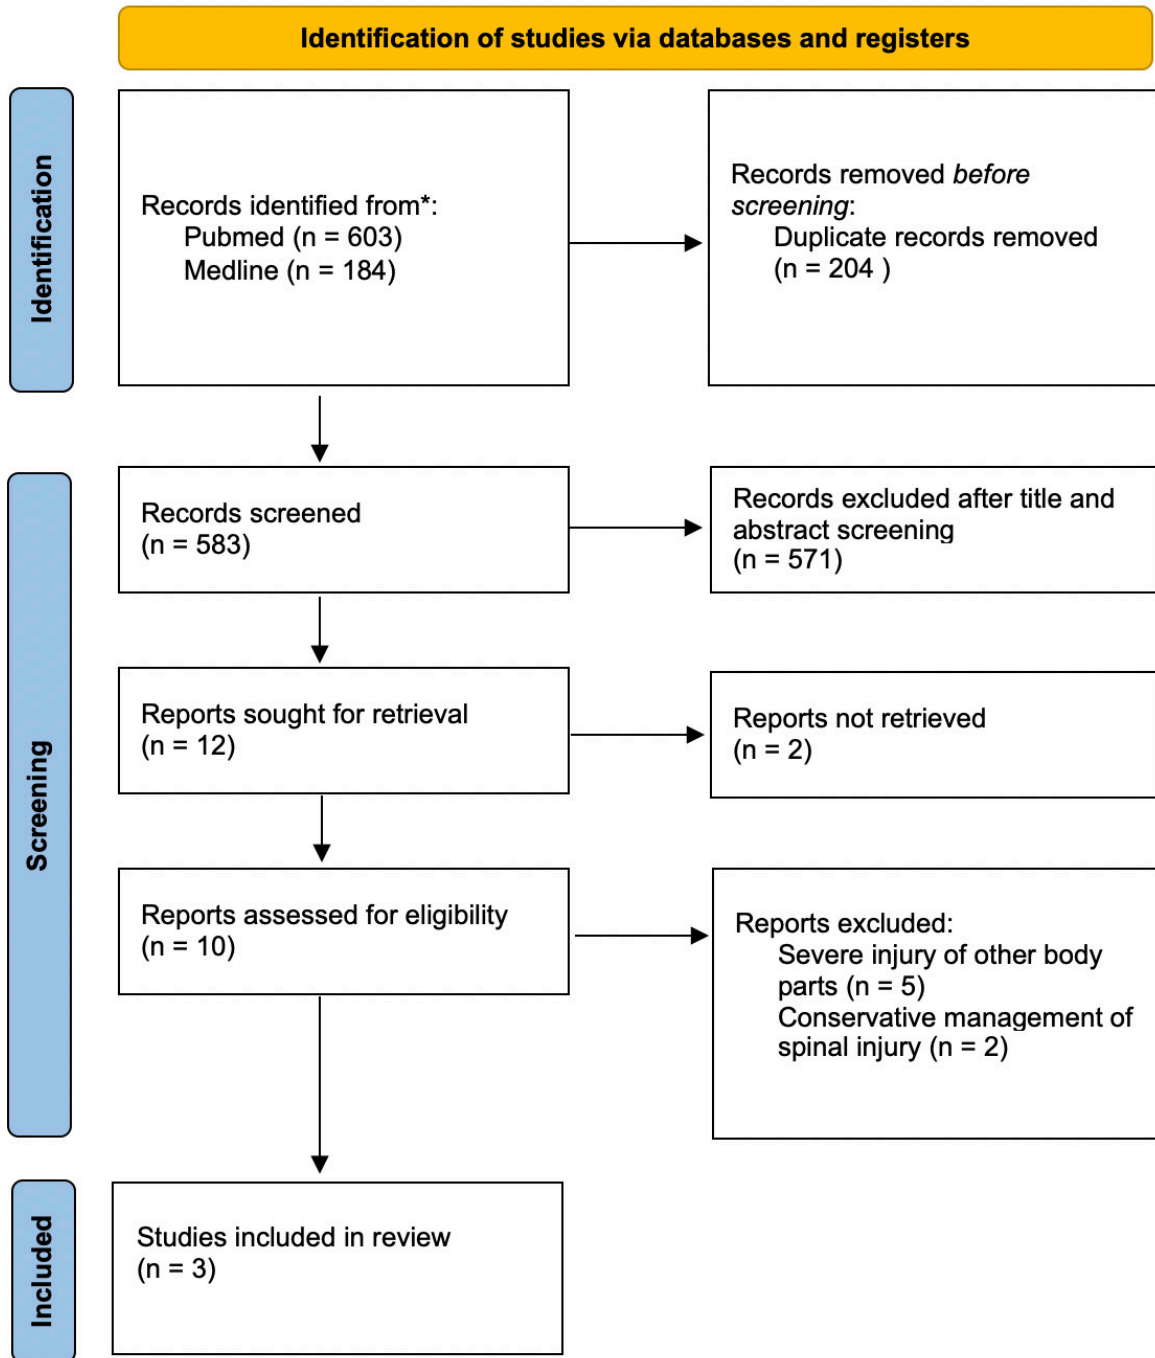 Identification of studies via databases and registers
Identification
Records identified from*:
Pubmed (n = 603)
Medline (n = 184)
Records removed before
screening:
Duplicate records removed
(n = 204 )
Screening
Records screened
(n = 583)
Records excluded after title and
abstract screening
(n = 571)
Reports sought for retrieval
(n = 12)
Reports not retrieved
(n = 2)
Reports assessed for eligibility
(n = 10)
Reports excluded:
Severe injury of other body
parts (n = 5)
Conservative management of
spinal injury (n = 2)
Included
Studies included in review
(n = 3)